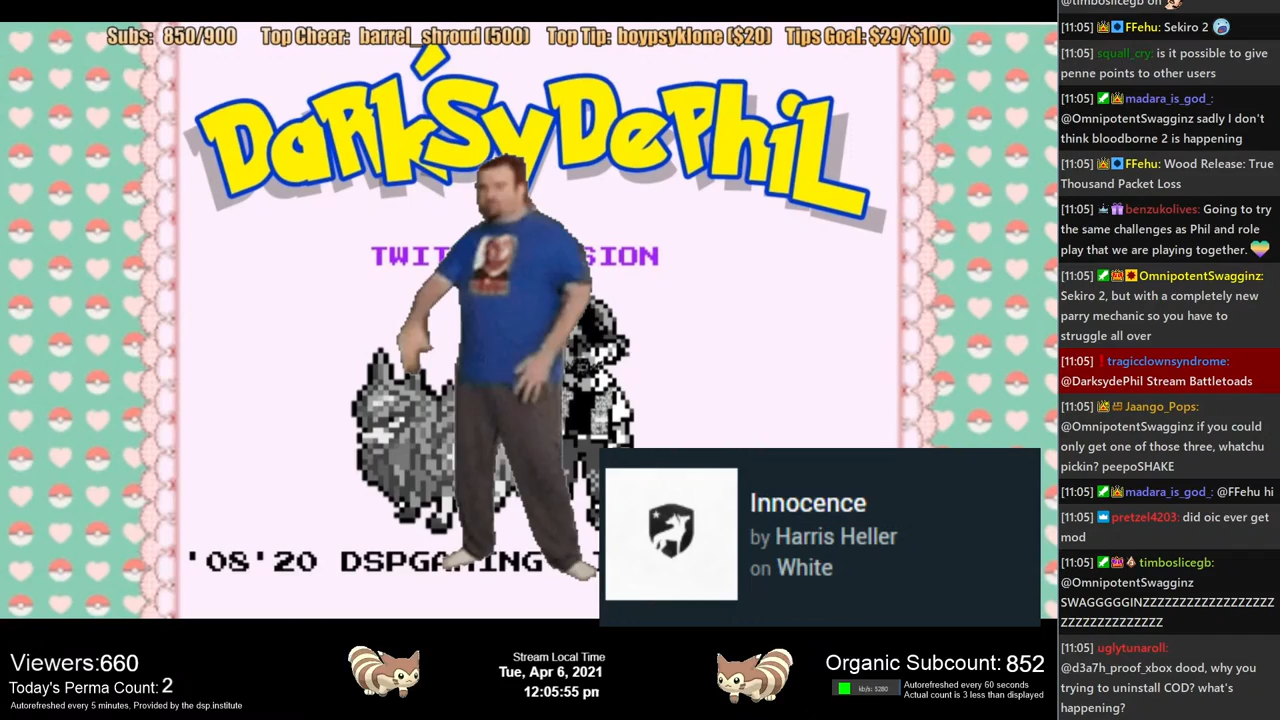 Subs: 850/900 Top Cheer: barrel_shroud (500) Top Tip: boypsyklone ($20) Tips Goal: $29/$100
DarkSydePhil
TWIT SION
'08'20 DSPGAMING
Innocence
by Harris Heller
on White
Viewers:660
Today's Perma Count: 2
Autorefreshed every 5 minutes, Provided by the dsp.institute
Stream Local Time
Tue, Apr 6, 2021
12:05:55 pm
Organic Subcount: 852
kb/s: 5280
Autorefreshed every 60 seconds
Actual count is 3 less than displayed
@timboslicegb on
[11:05] FFehu: Sekiro 2
[11:05] squall_cry: is it possible to give
penne points to other users
[11:05] madara_is_god_:
@OmnipotentSwagginz sadly I don't
think bloodborne 2 is happening
[11:05] FFehu: Wood Release: True
Thousand Packet Loss
[11:05] benzukolives: Going to try
the same challenges as Phil and role
play that we are playing together.
[11:05] OmnipotentSwagginz:
Sekiro 2, but with a completely new
parry mechanic so you have to
struggle all over
[11:05] tragicclownsyndrome:
@DarksydePhil Stream Battletoads
[11:05] Jaango_Pops:
@OmnipotentSwagginz if you could
only get one of those three, whatchu
pickin? peepoSHAKE
[11:05] madara_is_god_: @FFehu hi
[11:05] pretzel4203: did oic ever get
mod
[11:05] timboslicegb:
@OmnipotentSwagginz
SWAGGGGGINZZZZZZZZZZZZZZZZZZ
ZZZZZZZZZZZZZZ
[11:05] uglytunaroll:
@d3a7h_proof_xbox dood, why you
trying to uninstall COD? what's
happening?